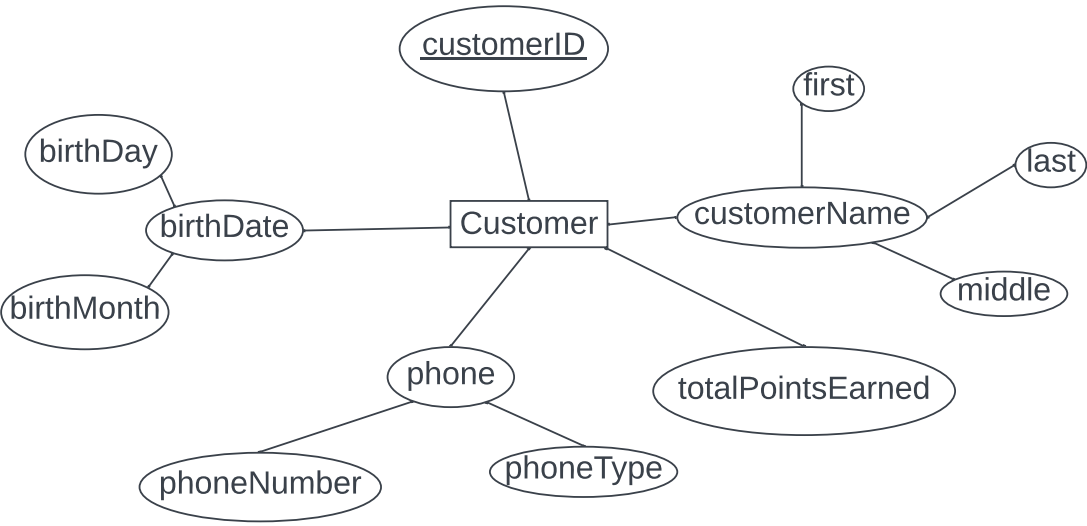 customerID
first
birthDay
last
birthDate
Customer
customerName
birthMonth
middle
phone
totalPointsEarned
phoneNumber
phoneType